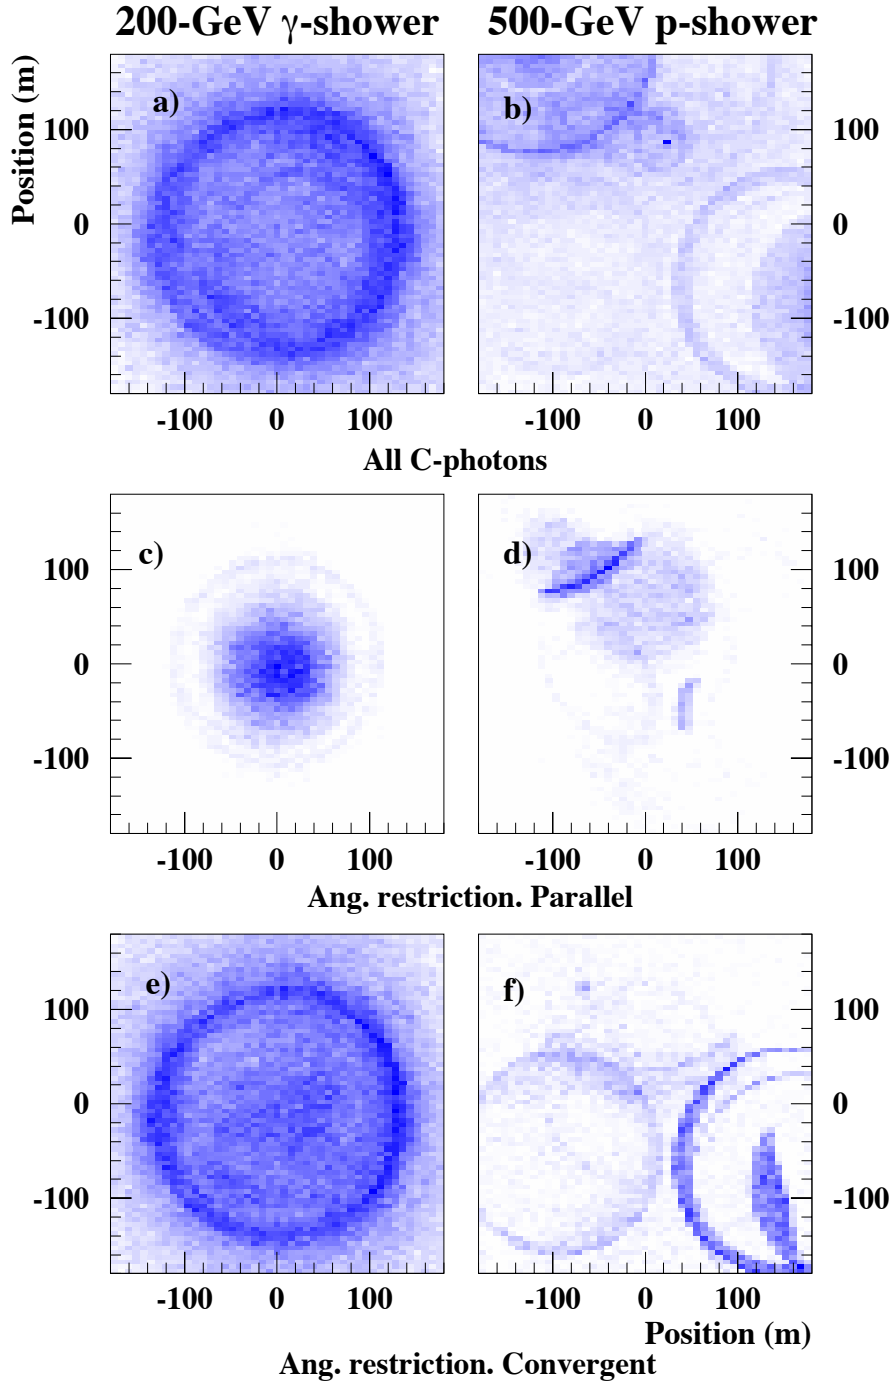 200-GeV γ-shower 500-GeV p-shower
Position (m)
a) b)
100 100
0 0
-100 -100
-100 0 100 -100 0 100
All C-photons
c) d)
100 100
0 0
-100 -100
-100 0 100 -100 0 100
Ang. restriction. Parallel
e) f)
100 100
0 0
-100 -100
-100 0 100 -100 0 100
Position (m)
Ang. restriction. Convergent